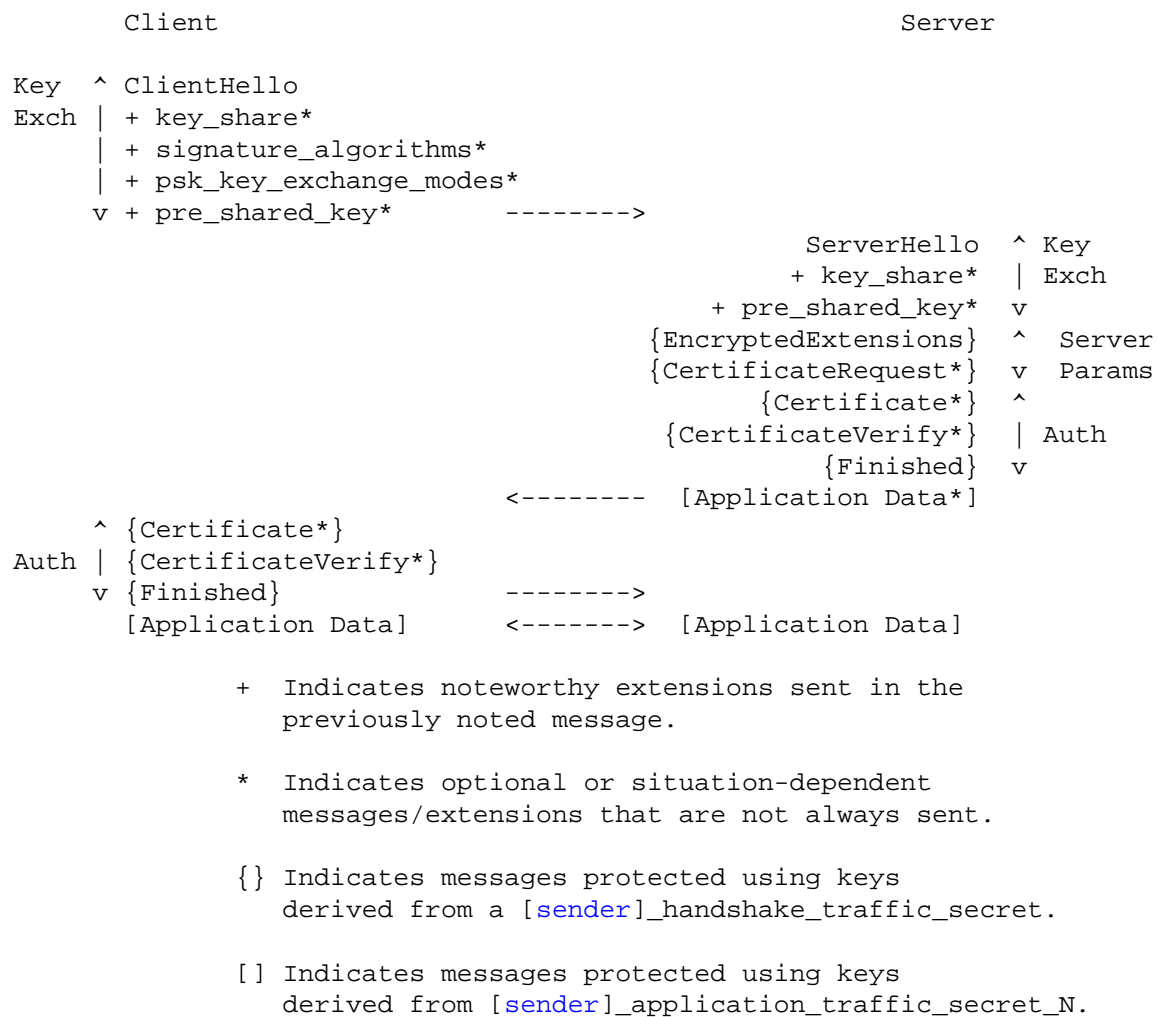 Client                                           Server

Key  ^ ClientHello
Exch | + key_share*
     | + signature_algorithms*
     | + psk_key_exchange_modes*
     v + pre_shared_key*       -------->
                                                  ServerHello  ^ Key
                                                 + key_share*  | Exch
                                            + pre_shared_key*  v
                                        {EncryptedExtensions}  ^  Server
                                        {CertificateRequest*}  v  Params
                                               {Certificate*}  ^
                                         {CertificateVerify*}  | Auth
                                                   {Finished}  v
                               <--------  [Application Data*]
     ^ {Certificate*}
Auth | {CertificateVerify*}
     v {Finished}              -------->
       [Application Data]      <------->  [Application Data]

              +  Indicates noteworthy extensions sent in the
                 previously noted message.

              *  Indicates optional or situation-dependent
                 messages/extensions that are not always sent.

              {} Indicates messages protected using keys
                 derived from a [sender]_handshake_traffic_secret.

              [] Indicates messages protected using keys
                 derived from [sender]_application_traffic_secret_N.